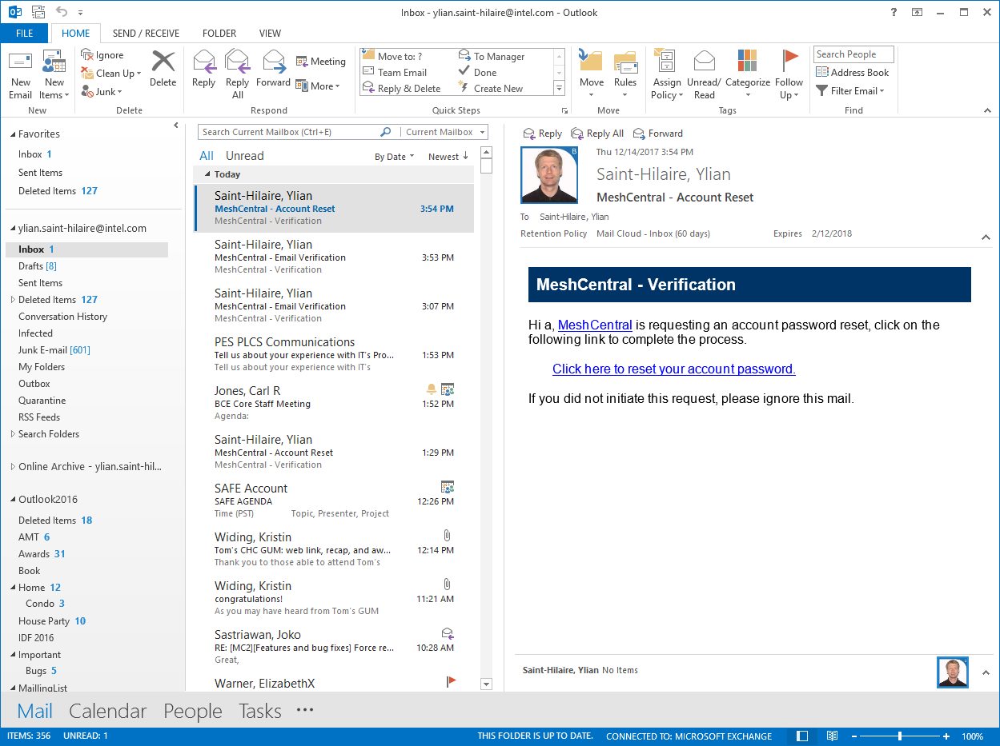 Inbox - ylian.saint-hilaire@intel.com - Outlook
?
FILE HOME SEND / RECEIVE FOLDER VIEW
New Email
New Items
New
Ignore
Clean Up
Junk
Delete
Delete
Reply
Reply All
Forward
Meeting
More
Respond
Move to: ?
Team Email
Reply & Delete
To Manager
Done
Create New
Quick Steps
Move
Rules
Move
Assign Policy
Unread/ Read
Categorize
Follow Up
Tags
Search People
Address Book
Filter Email
Find
Favorites
Inbox 1
Sent Items
Deleted Items 127
ylian.saint-hilaire@intel.com
Inbox 1
Drafts [8]
Sent Items
Deleted Items 127
Conversation History
Infected
Junk E-mail [601]
My Folders
Outbox
Quarantine
RSS Feeds
Search Folders
Online Archive - ylian.saint-hil...
Outlook2016
Deleted Items 18
AMT 6
Awards 31
Book
Home 12
Condo 3
House Party 10
IDF 2016
Important
Bugs 5
MaillingList
Search Current Mailbox (Ctrl+E) Current Mailbox
All Unread By Date Newest ↓
Today
Saint-Hilaire, Ylian
MeshCentral - Account Reset 3:54 PM
MeshCentral - Verification
Saint-Hilaire, Ylian
MeshCentral - Email Verification 3:53 PM
MeshCentral - Verification
Saint-Hilaire, Ylian
MeshCentral - Email Verification 3:07 PM
MeshCentral - Verification
PES PLCS Communications
Tell us about your experience with IT's Pro... 1:53 PM
Tell us about your experience with IT's
Jones, Carl R
BCE Core Staff Meeting 1:52 PM
Agenda:
Saint-Hilaire, Ylian
MeshCentral - Account Reset 1:29 PM
MeshCentral - Verification
SAFE Account
SAFE AGENDA 12:26 PM
Time (PST) Topic, Presenter, Project
Widing, Kristin
Tom's CHC GUM: web link, recap, and aw... 12:14 PM
Thank you to those able to attend Tom's
Widing, Kristin
congratulations! 11:21 AM
As you may have heard from Tom's GUM
Sastriawan, Joko
RE: [MC2][Features and bug fixes] Force re... 10:28 AM
Great,
Warner, ElizabethX
Reply Reply All Forward
B
Thu 12/14/2017 3:54 PM
Saint-Hilaire, Ylian
MeshCentral - Account Reset
To Saint-Hilaire, Ylian
Retention Policy Mail Cloud - Inbox (60 days) Expires 2/12/2018
MeshCentral - Verification
Hi a, MeshCentral is requesting an account password reset, click on the
following link to complete the process.
Click here to reset your account password.
If you did not initiate this request, please ignore this mail.
Saint-Hilaire, Ylian No Items
Mail Calendar People Tasks •••
ITEMS: 356 UNREAD: 1 THIS FOLDER IS UP TO DATE. CONNECTED TO: MICROSOFT EXCHANGE 100%